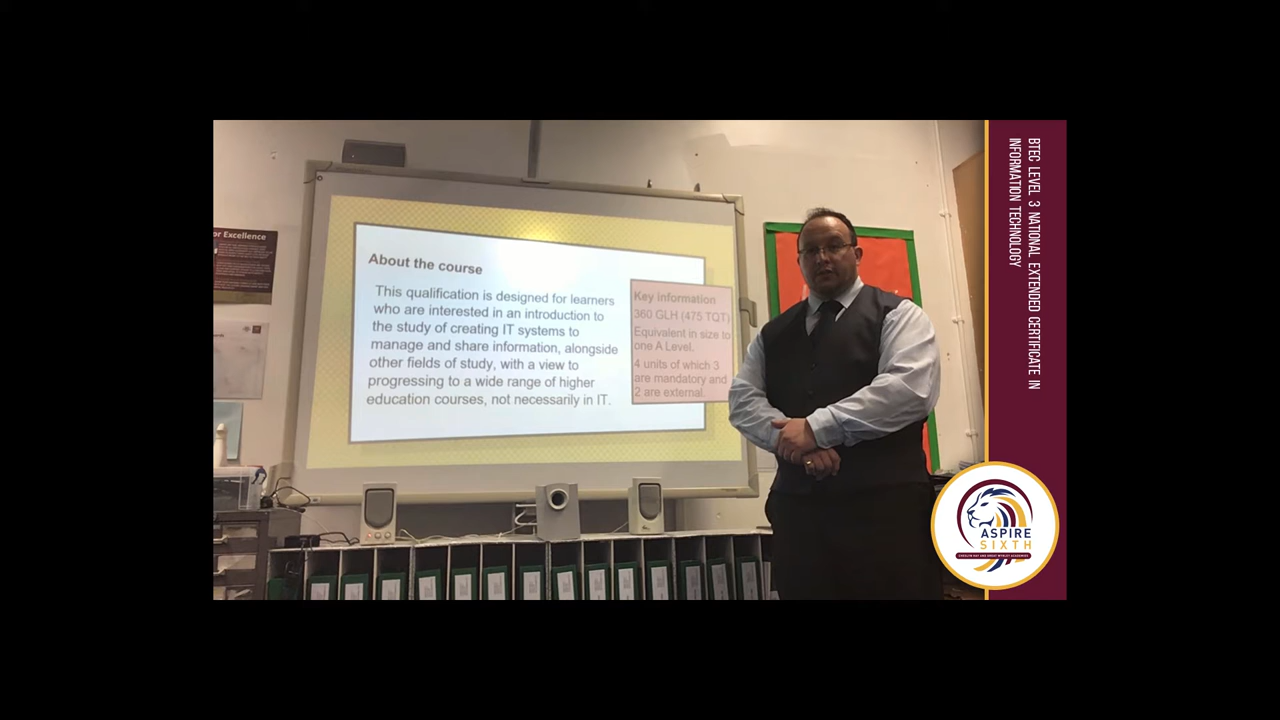 or Excellence
About the course
This qualification is designed for learners
who are interested in an introduction to
the study of creating IT systems to
manage and share information, alongside
other fields of study, with a view to
progressing to a wide range of higher
education courses, not necessarily in IT.
Key information
360 GLH (475 TQT)
Equivalent in size to
one A Level.
4 units of which 3
are mandatory and
2 are external.
BTEC LEVEL 3 NATIONAL EXTENDED CERTIFICATE IN
INFORMATION TECHNOLOGY
ASPIRE
SIXTH